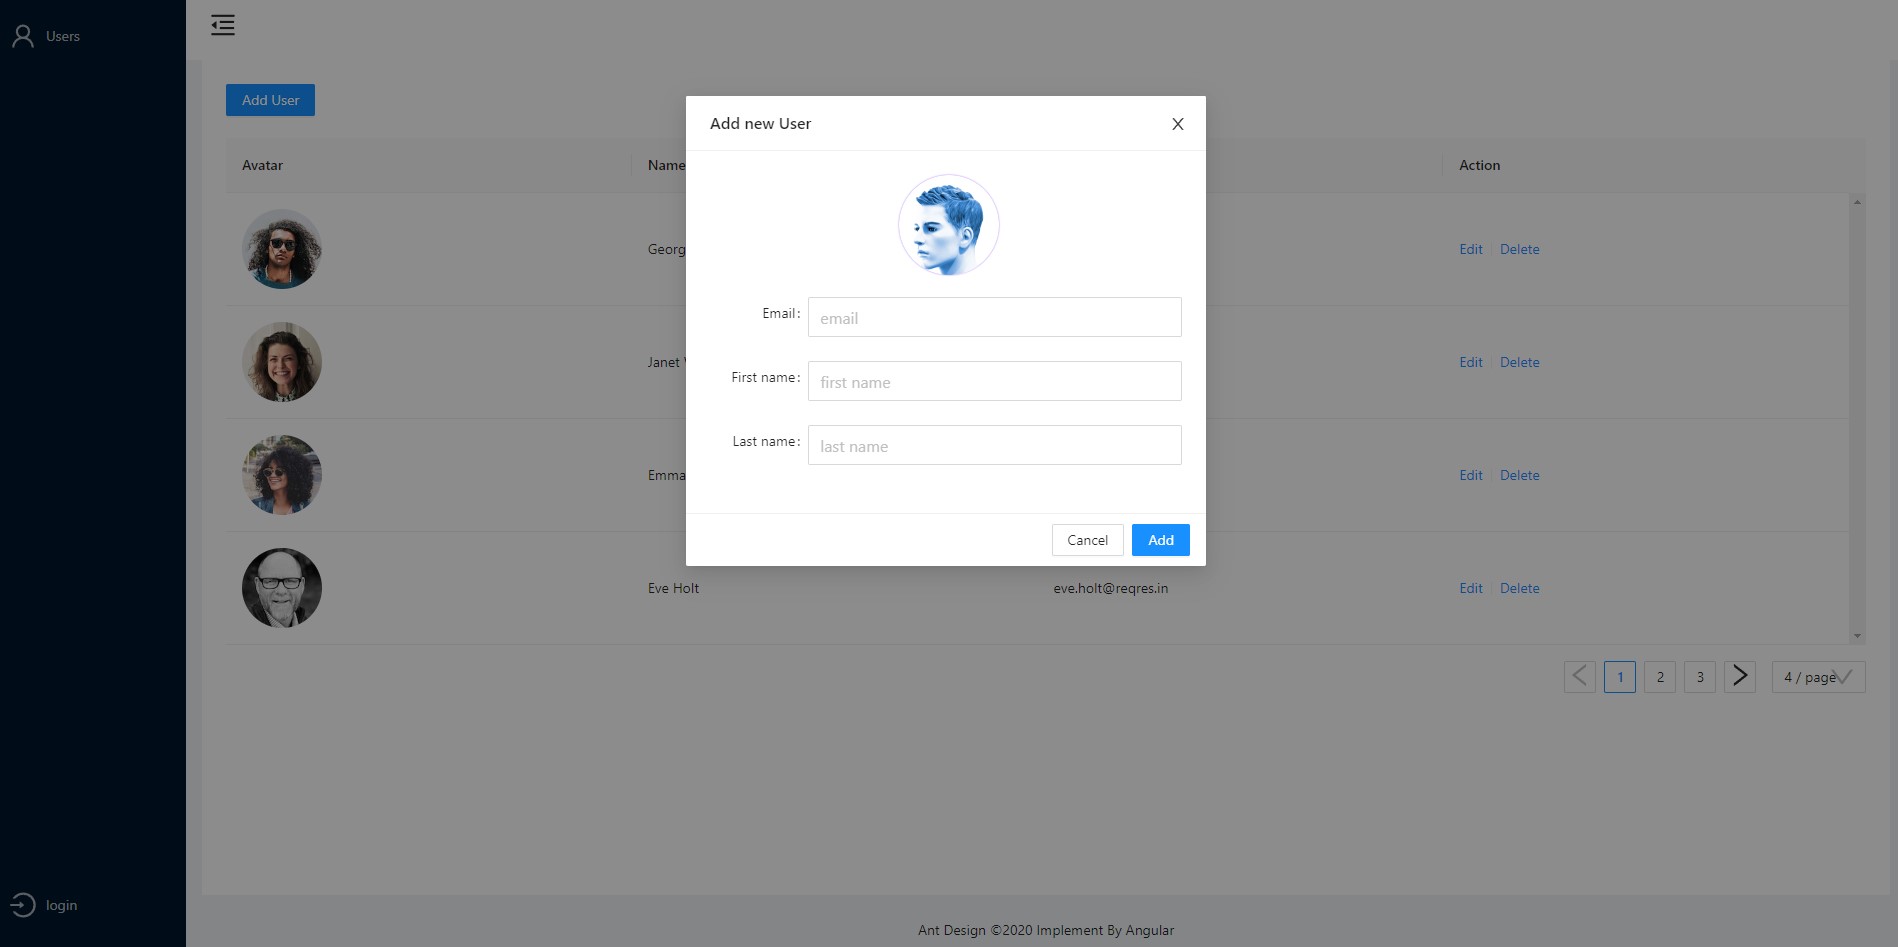 Users
Add User
Add new User
X
Avatar
Name
Action
Georg
Edit
Delete
Email:
email
Janet
Edit
Delete
First name:
first name
Last name:
last name
Emma
Edit
Delete
Cancel
Add
Eve Holt
eve.holt@reqres.in
Edit
Delete
1
2
3
4 / page
login
Ant Design ©2020 Implement By Angular